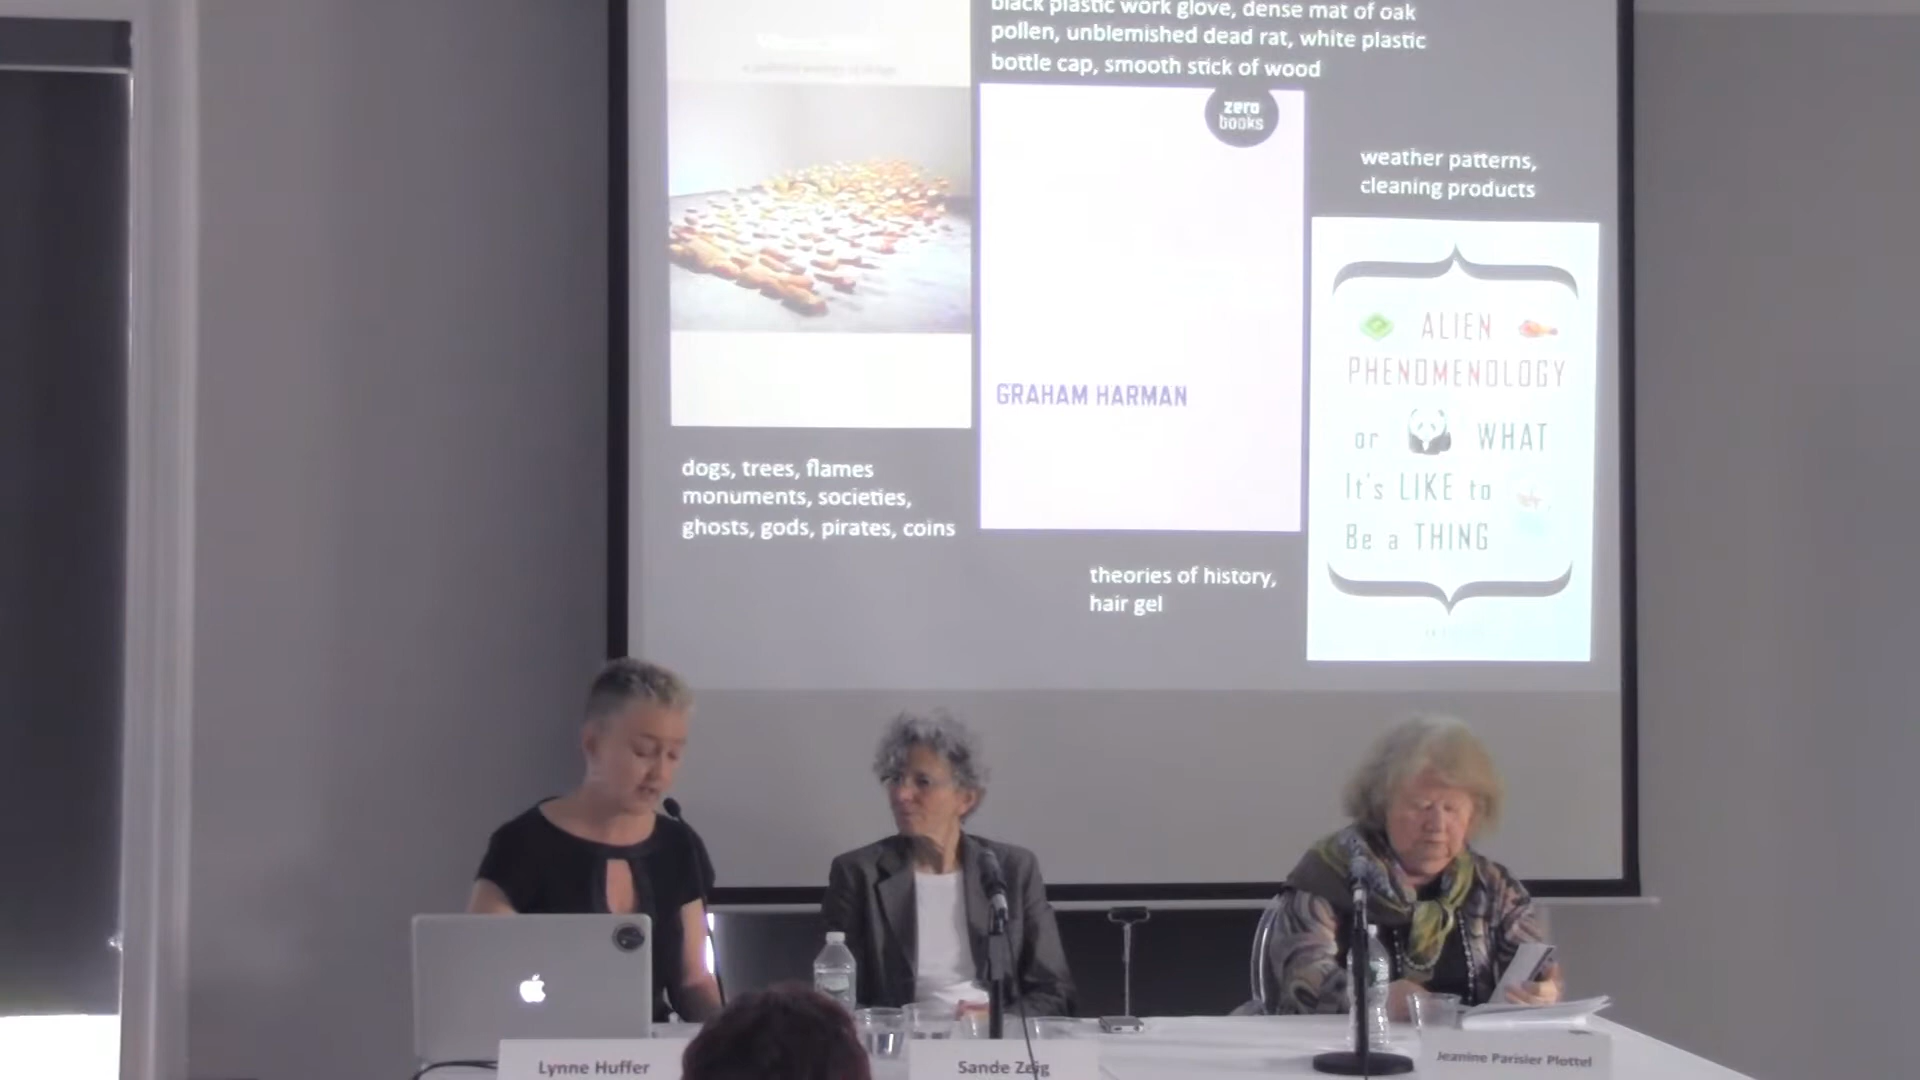 black plastic work glove, dense mat of oak
pollen, unblemished dead rat, white plastic
bottle cap, smooth stick of wood
zero
books
GRAHAM HARMAN
weather patterns,
cleaning products
ALIEN
PHENOMENOLOGY
or WHAT
It's LIKE to
Be a THING
dogs, trees, flames
monuments, societies,
ghosts, gods, pirates, coins
theories of history,
hair gel
Lynne Huffer
Sande Zeig
Jeanine Parisier Plottel